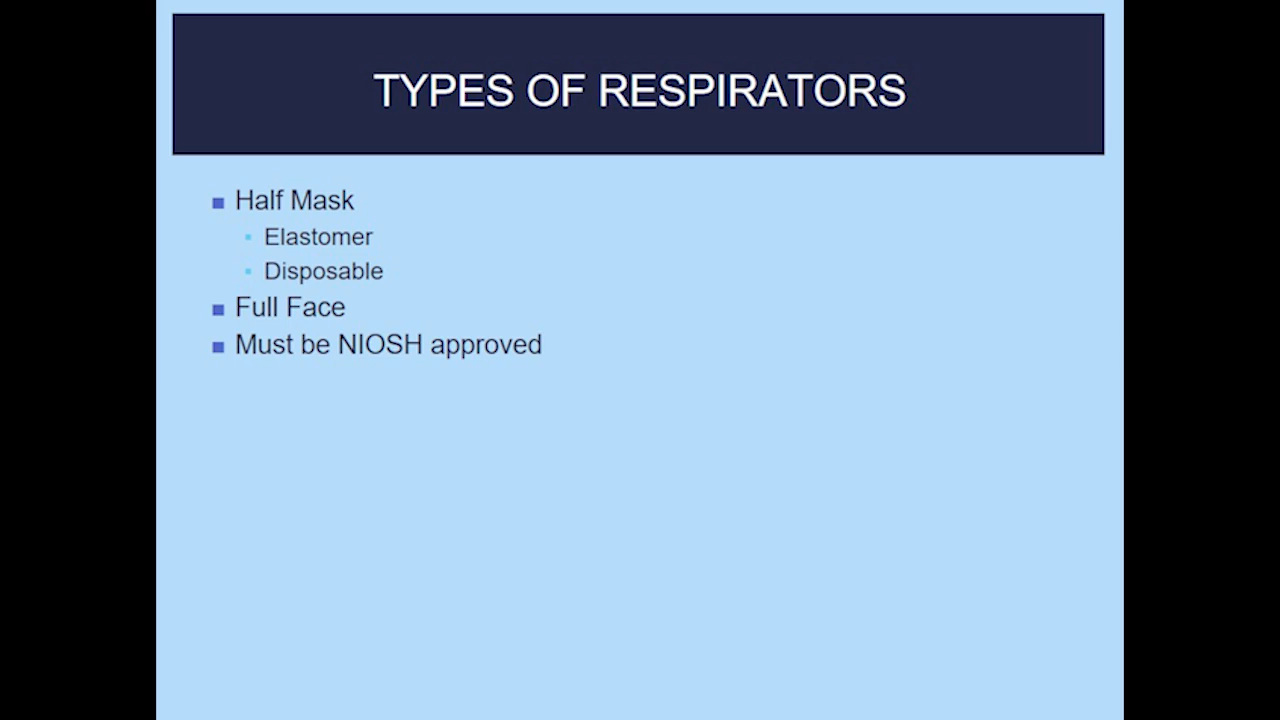 TYPES OF RESPIRATORS
Half Mask
Elastomer
Disposable
Full Face
Must be NIOSH approved